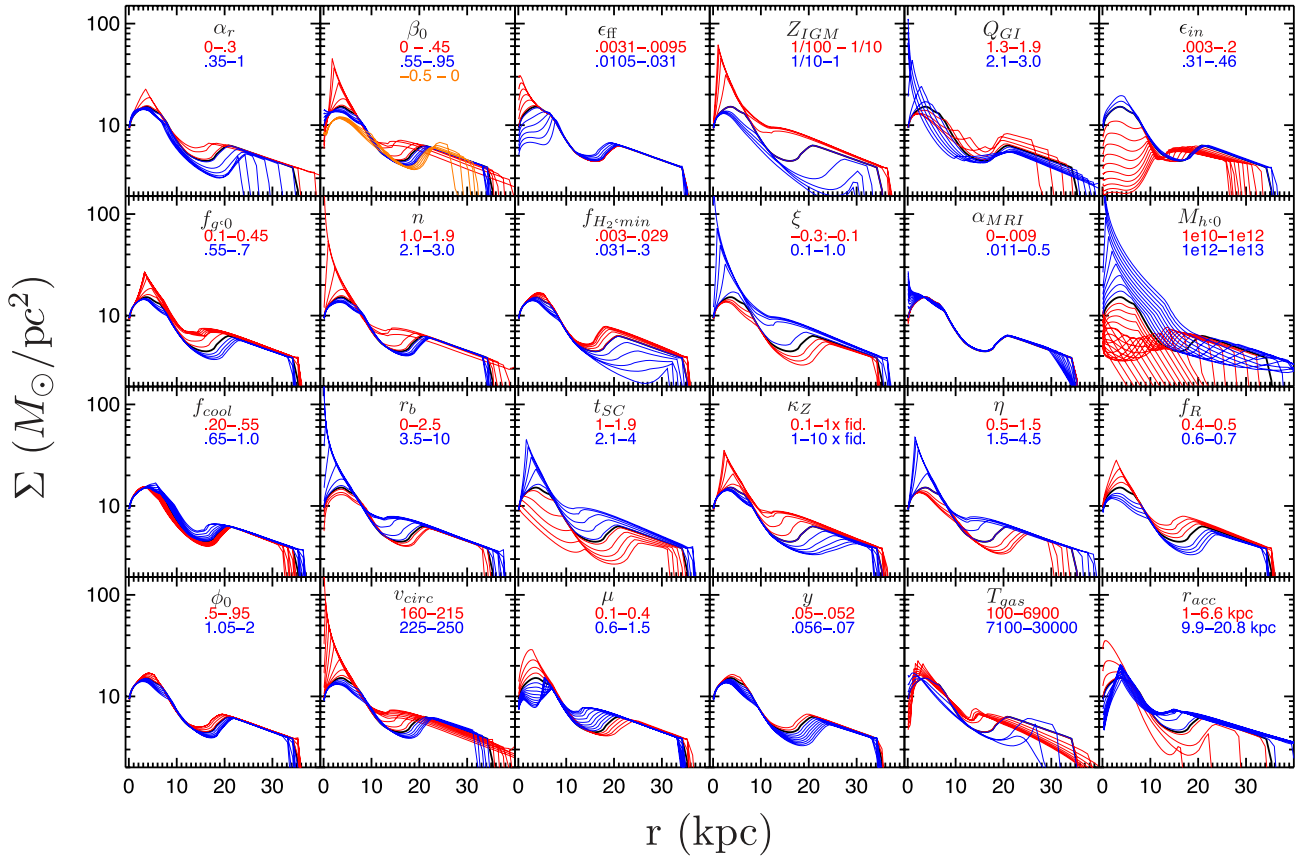 α_r β_0 ϵ_ff Z_IGM Q_GI ϵ_in
0–.3 0 – .45 .0031–.0095 1/100 – 1/10 1.3–1.9 .003–.2
.35–1 .55–.95 .0105–.031 1/10–1 2.1–3.0 .31–.46
−0.5 – 0
100
10
f_g,0 n f_H₂,min ξ α_MRI M_h,0
0.1–0.45 1.0–1.9 .003–.029 −0.3:−0.1 0–.009 1e10–1e12
.55–.7 2.1–3.0 .031–.3 0.1–1.0 .011–0.5 1e12–1e13
100
10
Σ (M⊙/pc²)
f_cool r_b t_SC κ_Z η f_R
.20–.55 0–2.5 1–1.9 0.1–1x fid. 0.5–1.5 0.4–0.5
.65–1.0 3.5–10 2.1–4 1–10 x fid. 1.5–4.5 0.6–0.7
100
10
ϕ_0 v_circ μ y T_gas r_acc
.5–.95 160–215 0.1–0.4 .05–.052 100–6900 1–6.6 kpc
1.05–2 225–250 0.6–1.5 .056–.07 7100–30000 9.9–20.8 kpc
100
10
0 10 20 30 0 10 20 30 0 10 20 30 0 10 20 30 0 10 20 30 0 10 20 30
r (kpc)